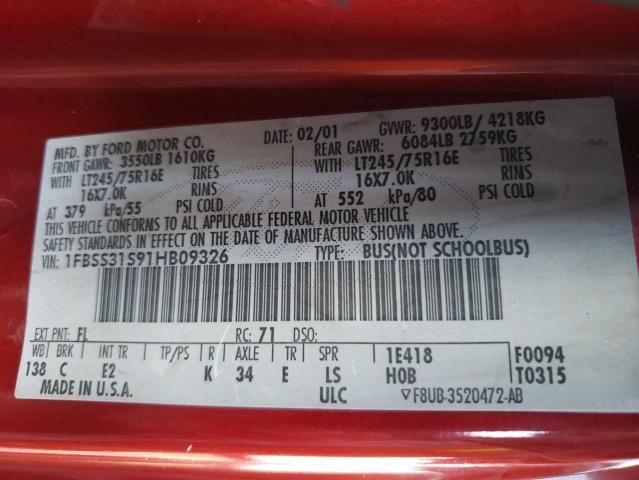 MFD. BY FORD MOTOR CO. DATE: 02/01 GVWR: 9300LB/ 4218KG
FRONT GAWR: 3550LB 1610KG REAR GAWR: 6084LB 2759KG
WITH LT245/75R16E TIRES WITH LT245/75R16E TIRES
16X7.0K RIMS 16X7.0K RIMS
AT 379 kPa/55 PSI COLD AT 552 kPa/80 PSI COLD
THIS VEHICLE CONFORMS TO ALL APPLICABLE FEDERAL MOTOR VEHICLE
SAFETY STANDARDS IN EFFECT ON THE DATE OF MANUFACTURE SHOWN ABOVE.
VIN: 1FBSS31S91HB09326 TYPE: BUS(NOT SCHOOLBUS)
EXT PNT: FL RC: 71 DSO:
WB BRK INT TR TP/PS R AXLE TR SPR 1E418 F0094
138 C E2 K 34 E LS H0B T0315
MADE IN U.S.A. ULC ▽F8UB-3520472-AB